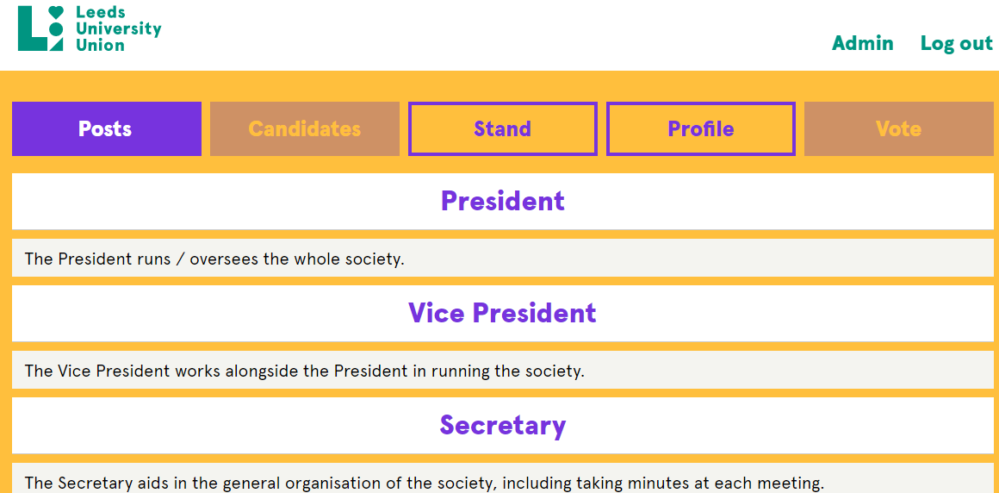 Leeds
University
Union
Admin Log out
Posts Candidates Stand Profile Vote
President
The President runs / oversees the whole society.
Vice President
The Vice President works alongside the President in running the society.
Secretary
The Secretary aids in the general organisation of the society, including taking minutes at each meeting.